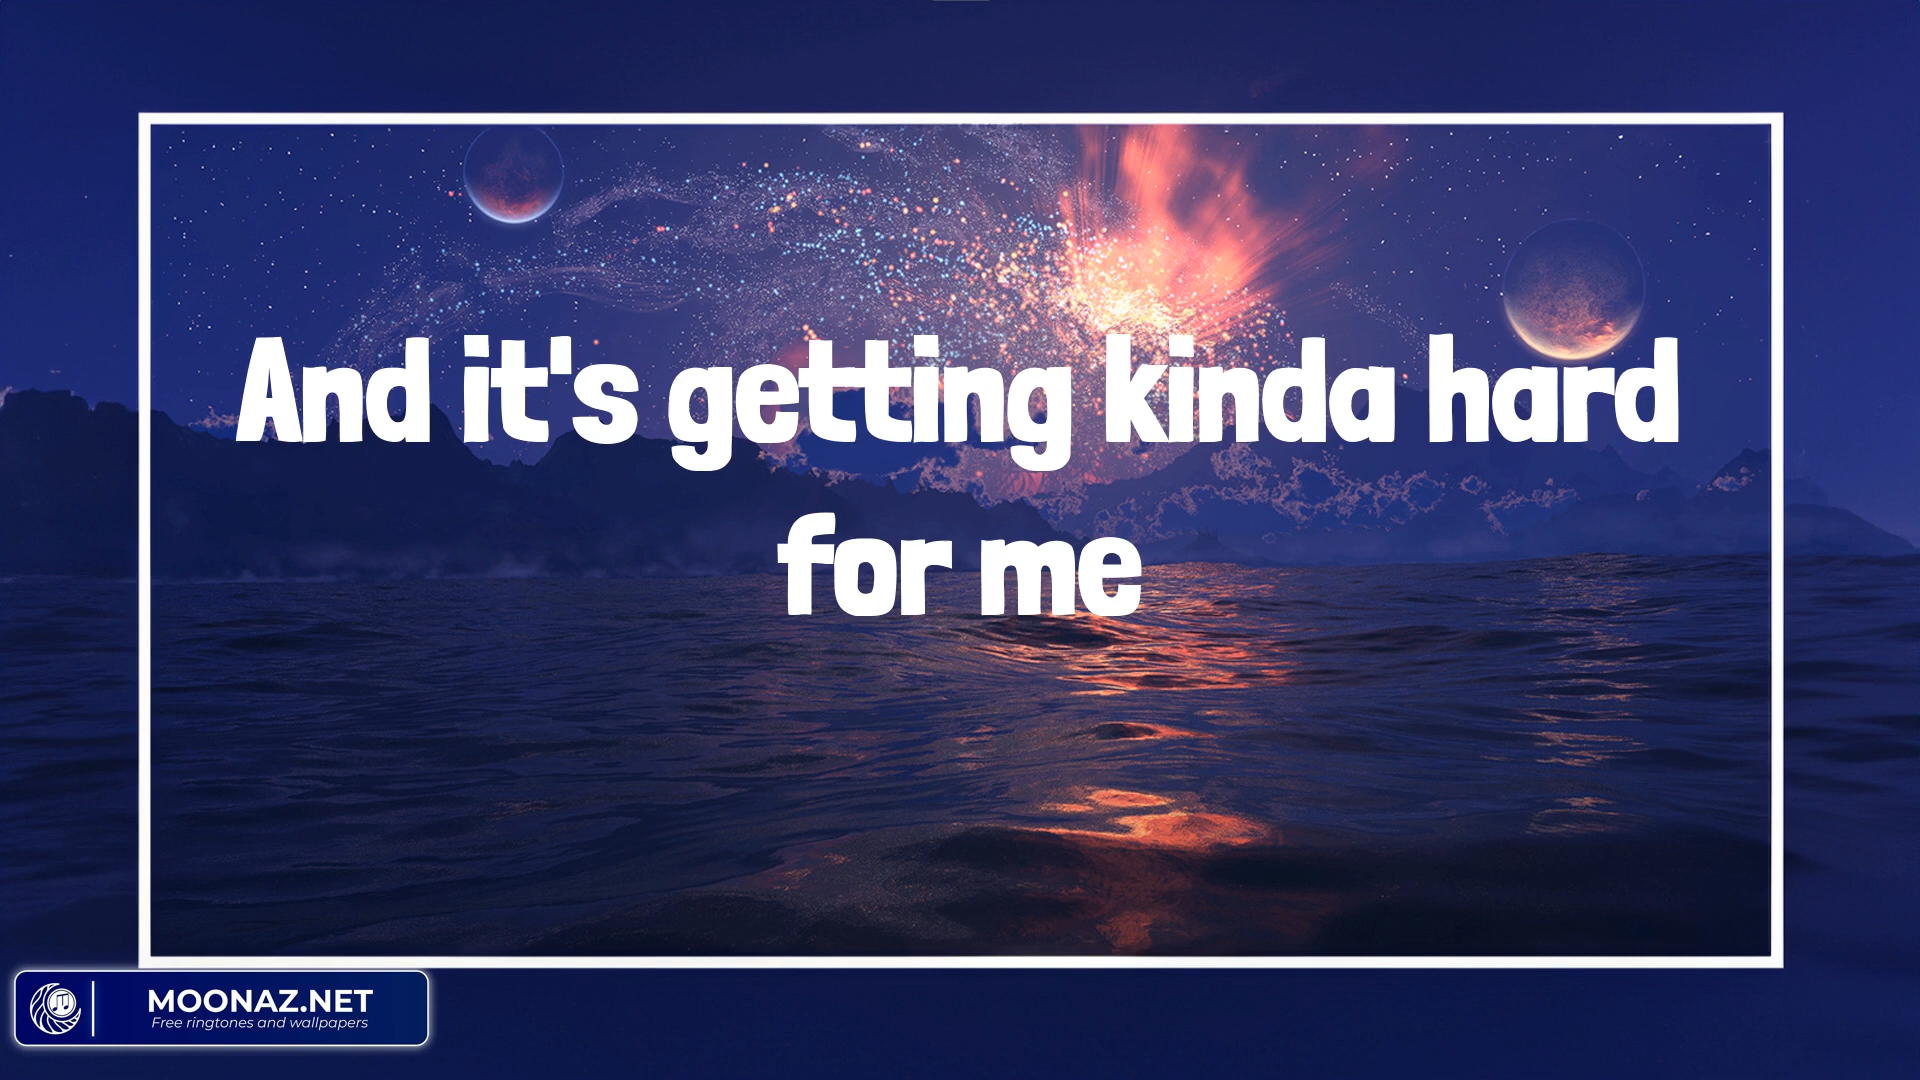 And it's getting kinda hard
for me
MOONAZ.NET
Free ringtones and wallpapers